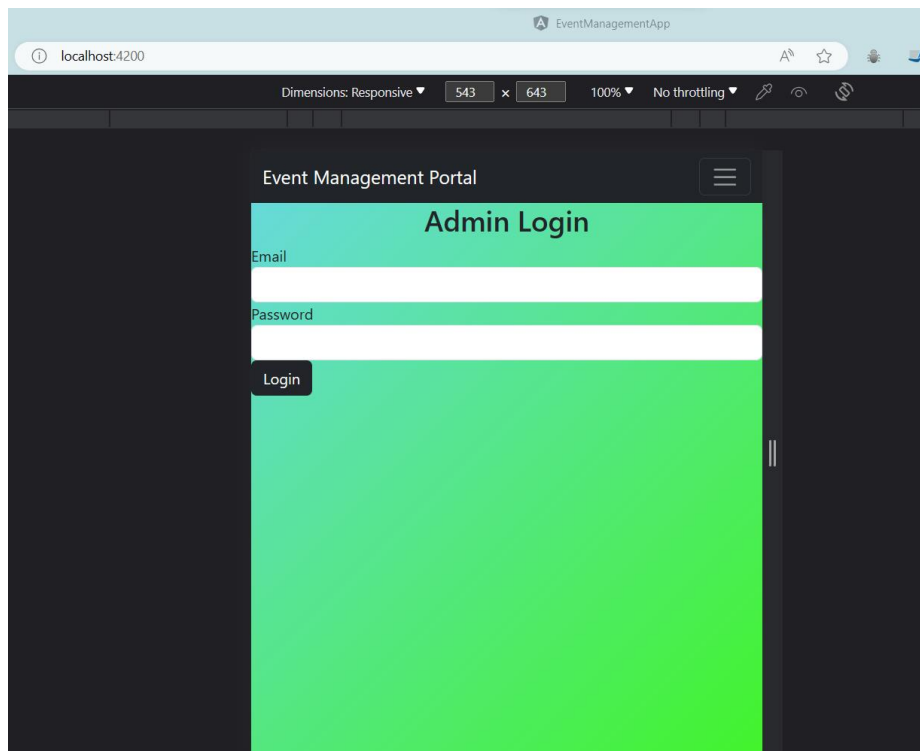 EventManagementApp
localhost:4200
Dimensions: Responsive 543 × 643 100% No throttling
Event Management Portal
Admin Login
Email
Password
Login